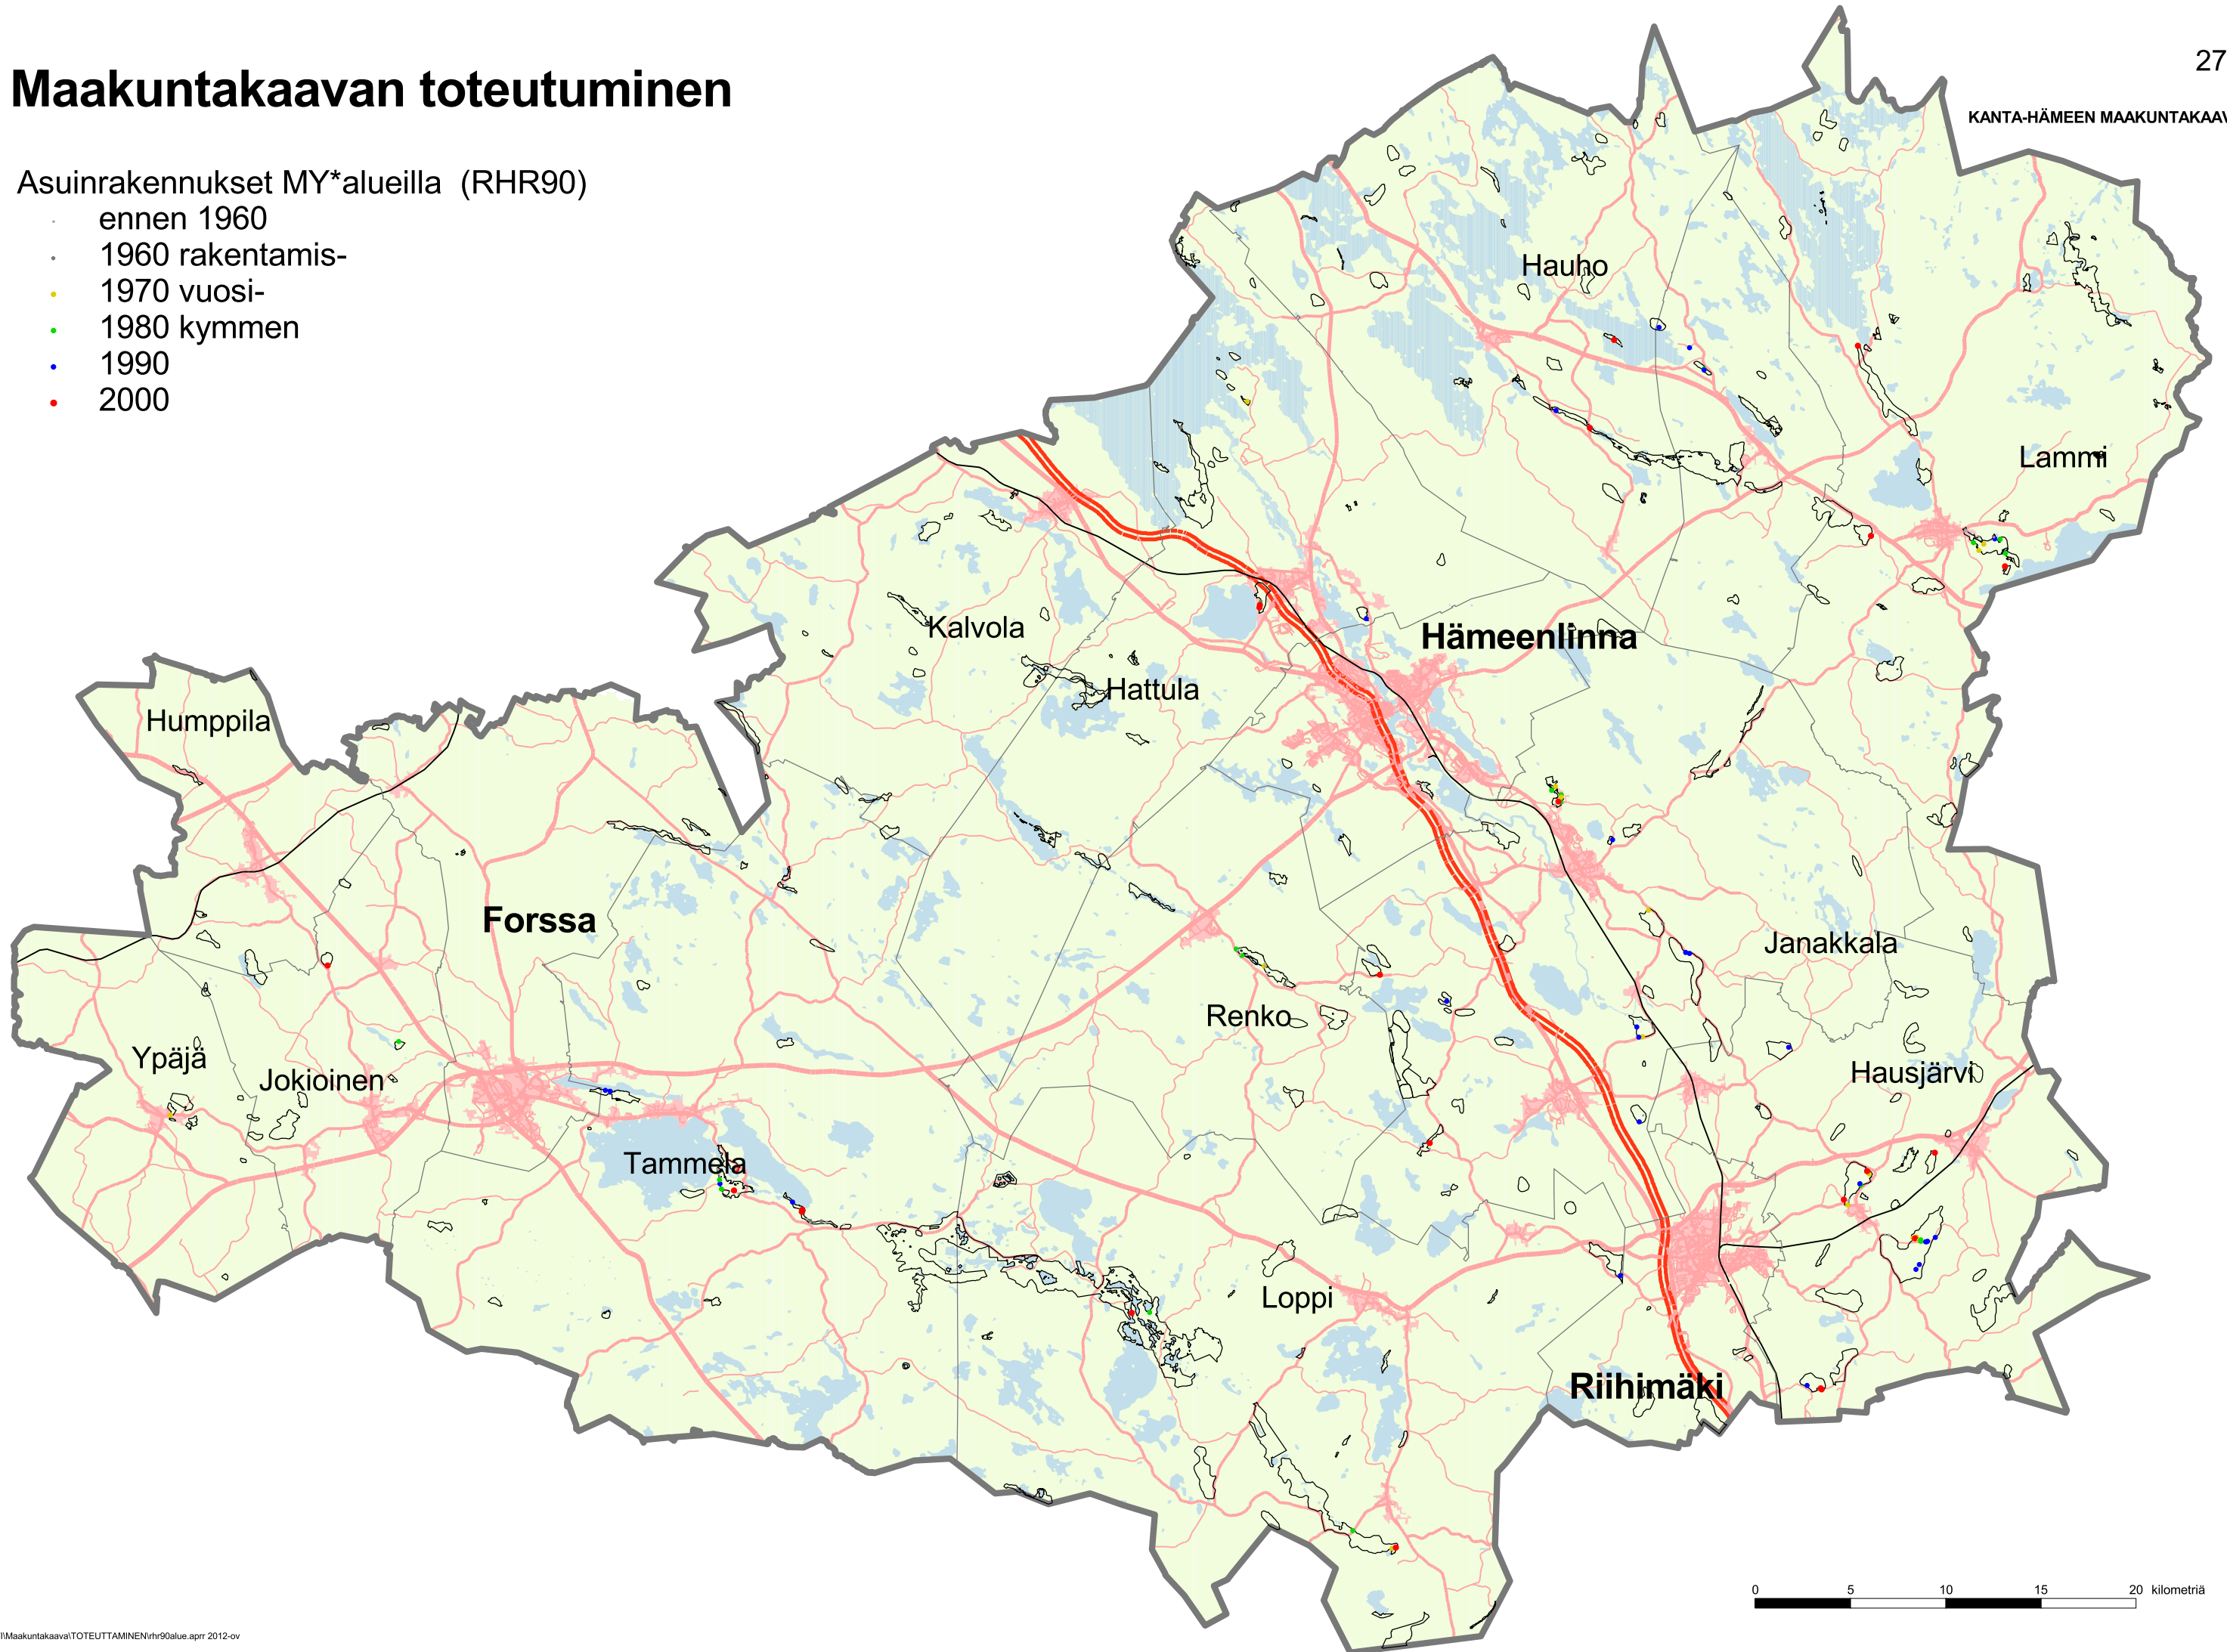 Maakuntakaavan toteutuminen
27
KANTA-HÄMEEN MAAKUNTAKAAV
Asuinrakennukset MY*alueilla (RHR90)
ennen 1960
1960 rakentamis-
1970 vuosi-
1980 kymmen
1990
2000
Hauho
Lammi
Kalvola
Hämeenlinna
Hattula
Humppila
Forssa
Janakkala
Renko
Ypäjä
Jokioinen
Hausjärvi
Tammela
Loppi
Riihimäki
0 5 10 15 20 kilometriä
I\Maakuntakaava\TOTEUTTAMINEN\rhr90alue.aprr 2012-ov